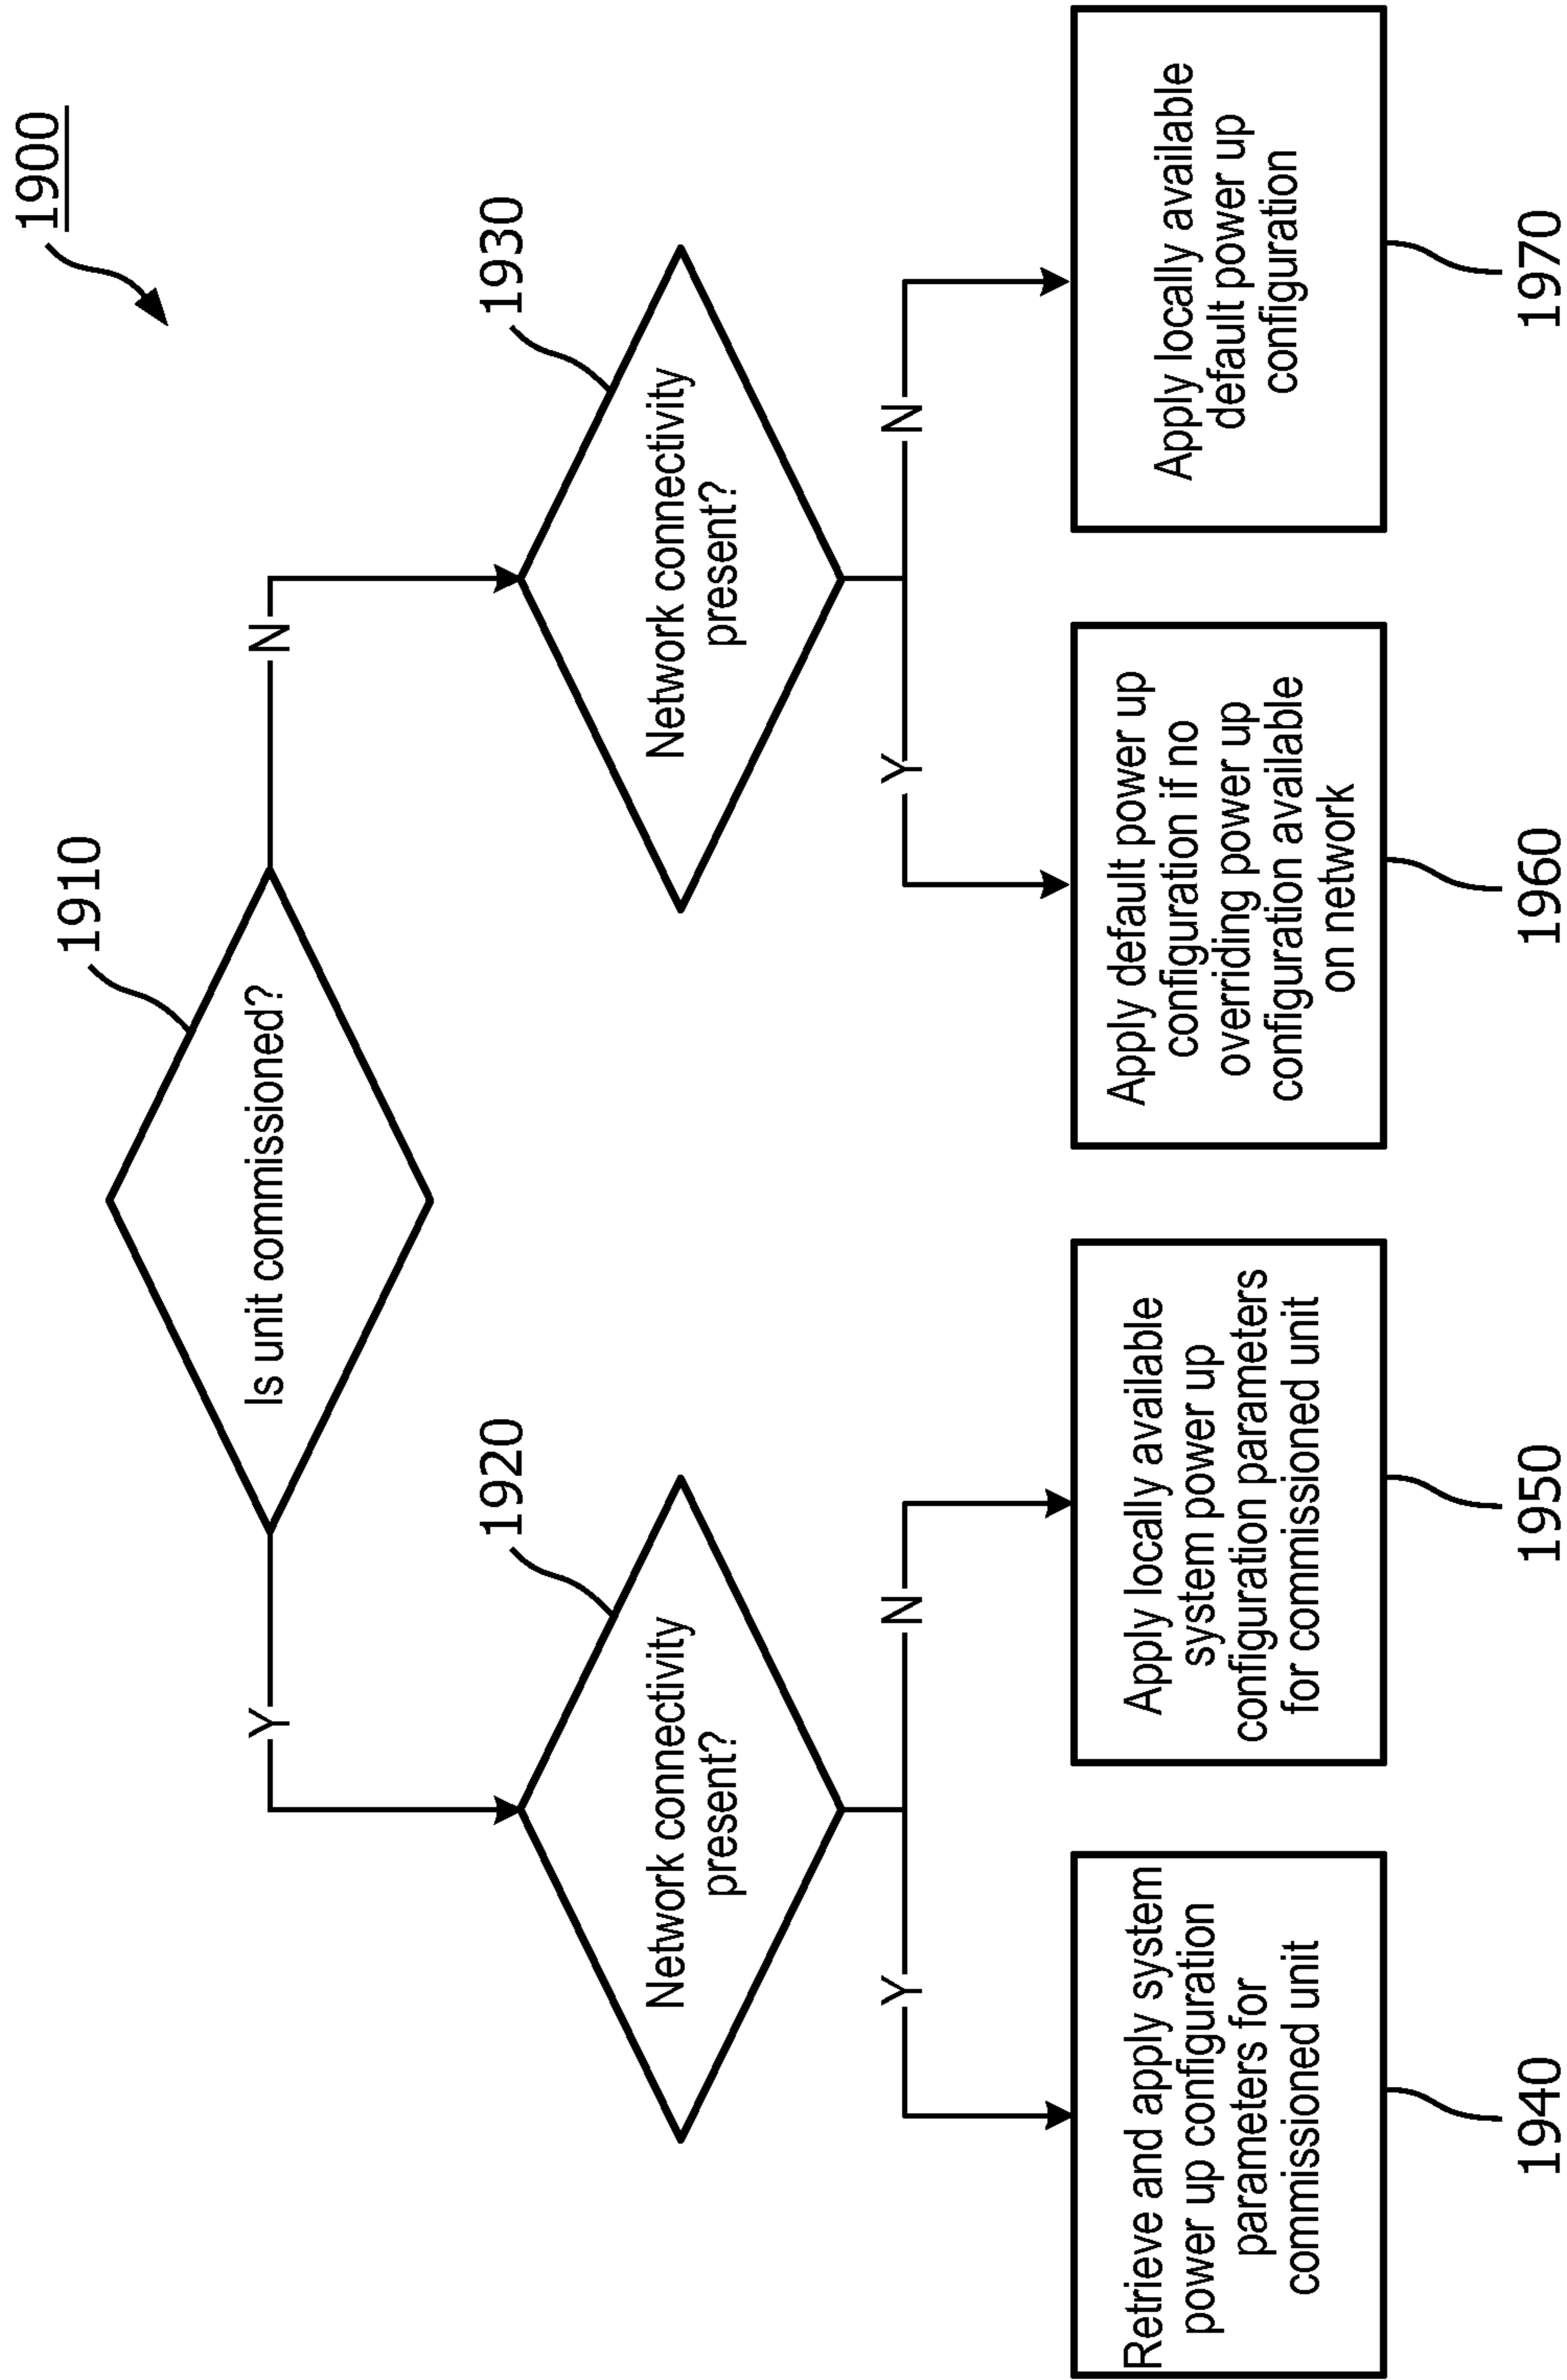 1900
1910
Is unit commissioned?
Y
N
1920
Network connectivity
present?
1930
Network connectivity
present?
Y
N
Y
N
Retrieve and apply system
power up configuration
parameters for
commissioned unit
Apply locally available
system power up
configuration parameters
for commissioned unit
Apply default power up
configuration if no
overriding power up
configuration available
on network
Apply locally available
default power up
configuration
1940
1950
1960
1970